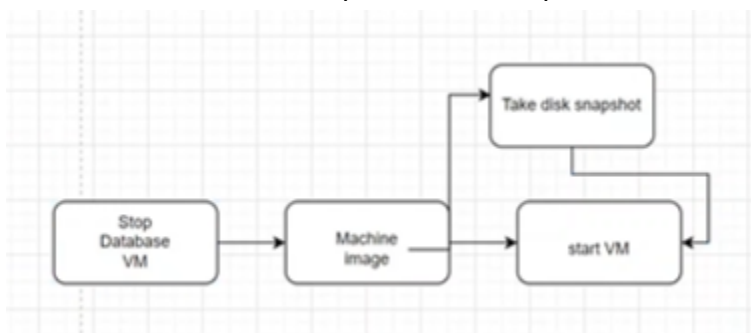 Take disk snapshot
Stop
Database
VM
Machine
image
start VM